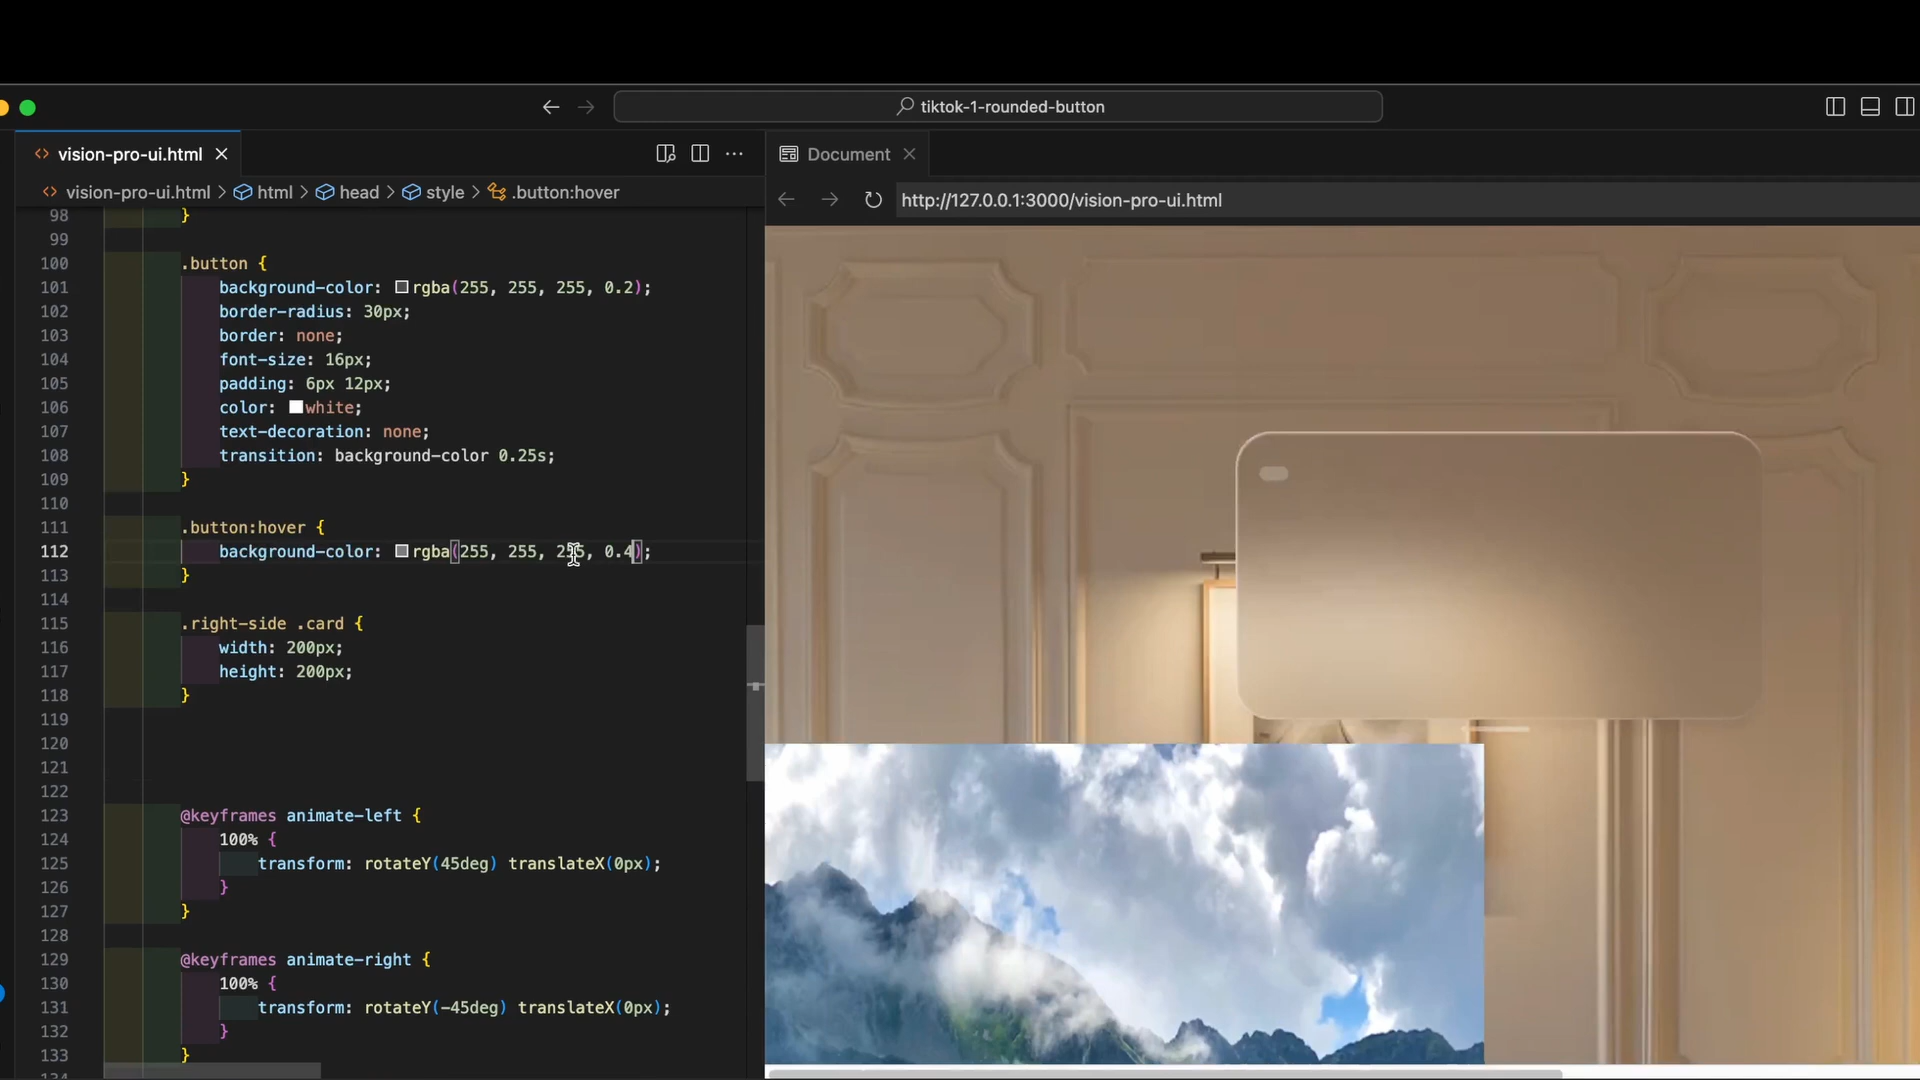 tiktok-1-rounded-button
vision-pro-ui.html
Document
vision-pro-ui.html > html > head > style > .button:hover
http://127.0.0.1:3000/vision-pro-ui.html
98 }
99
100 .button {
101 background-color: rgba(255, 255, 255, 0.2);
102 border-radius: 30px;
103 border: none;
104 font-size: 16px;
105 padding: 6px 12px;
106 color: white;
107 text-decoration: none;
108 transition: background-color 0.25s;
109 }
110
111 .button:hover {
112 background-color: rgba(255, 255, 255, 0.4);
113 }
114
115 .right-side .card {
116 width: 200px;
117 height: 200px;
118 }
119
120
121
122
123 @keyframes animate-left {
124 100% {
125 transform: rotateY(45deg) translateX(0px);
126 }
127 }
128
129 @keyframes animate-right {
130 100% {
131 transform: rotateY(-45deg) translateX(0px);
132 }
133 }